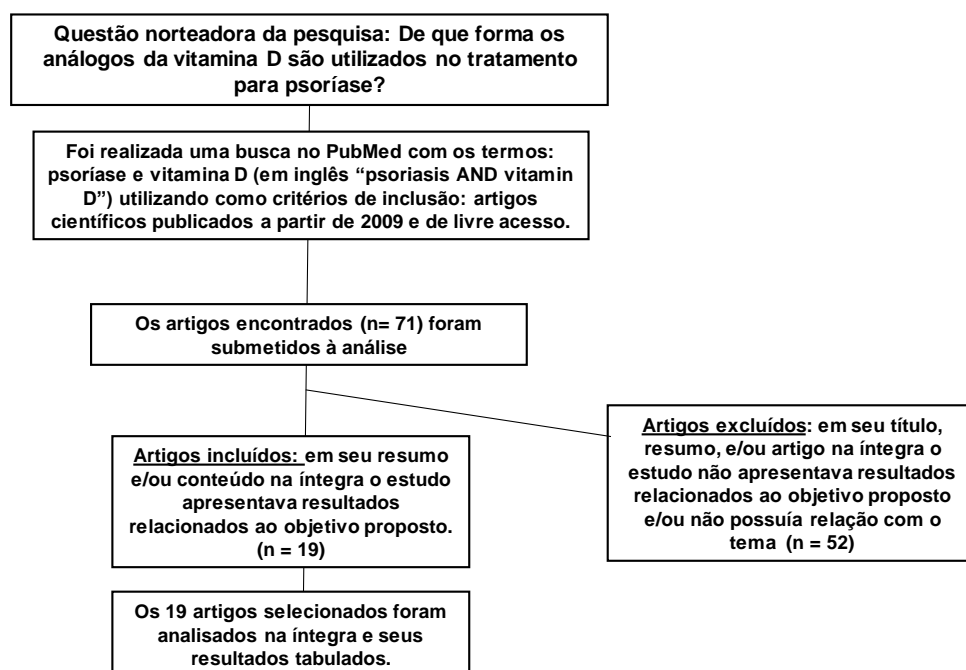 Questão norteadora da pesquisa: De que forma os
análogos da vitamina D são utilizados no tratamento
para psoríase?
Foi realizada uma busca no PubMed com os termos:
psoríase e vitamina D (em inglês “psoriasis AND vitamin
D”) utilizando como critérios de inclusão: artigos
científicos publicados a partir de 2009 e de livre acesso.
Os artigos encontrados (n= 71) foram
submetidos à análise
Artigos incluídos: em seu resumo
e/ou conteúdo na íntegra o estudo
apresentava resultados
relacionados ao objetivo proposto.
(n = 19)
Artigos excluídos: em seu título,
resumo, e/ou artigo na íntegra o
estudo não apresentava resultados
relacionados ao objetivo proposto
e/ou não possuía relação com o
tema (n = 52)
Os 19 artigos selecionados foram
analisados na íntegra e seus
resultados tabulados.